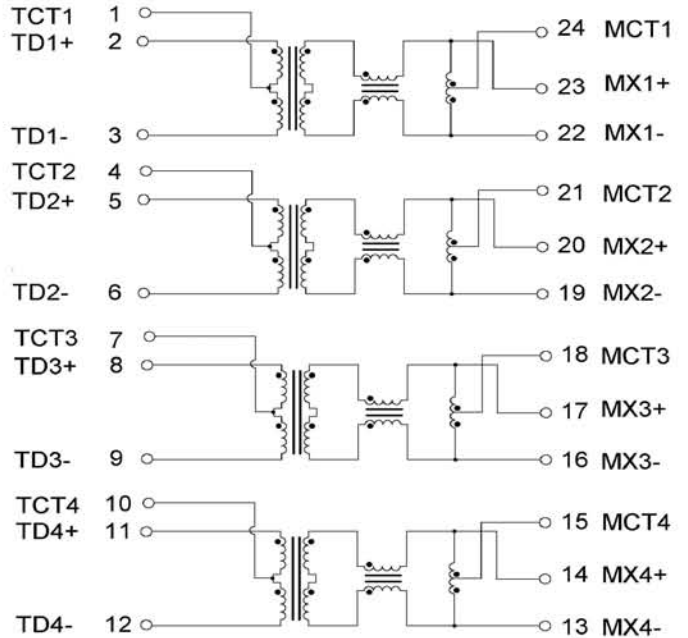 TCT1 1 24 MCT1
TD1+ 2
23 MX1+
TD1- 3 22 MX1-
TCT2 4
21 MCT2
TD2+ 5
20 MX2+
TD2- 6 19 MX2-
TCT3 7
18 MCT3
TD3+ 8
17 MX3+
TD3- 9 16 MX3-
TCT4 10
15 MCT4
TD4+ 11
14 MX4+
TD4- 12 13 MX4-